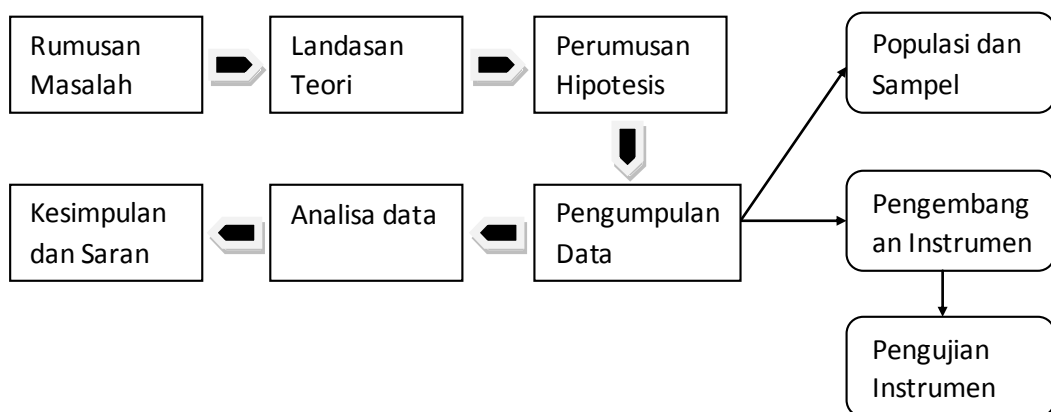 Rumusan
Masalah
Landasan
Teori
Perumusan
Hipotesis
Populasi dan
Sampel
Kesimpulan
dan Saran
Analisa data
Pengumpulan
Data
Pengembang
an Instrumen
Pengujian
Instrumen